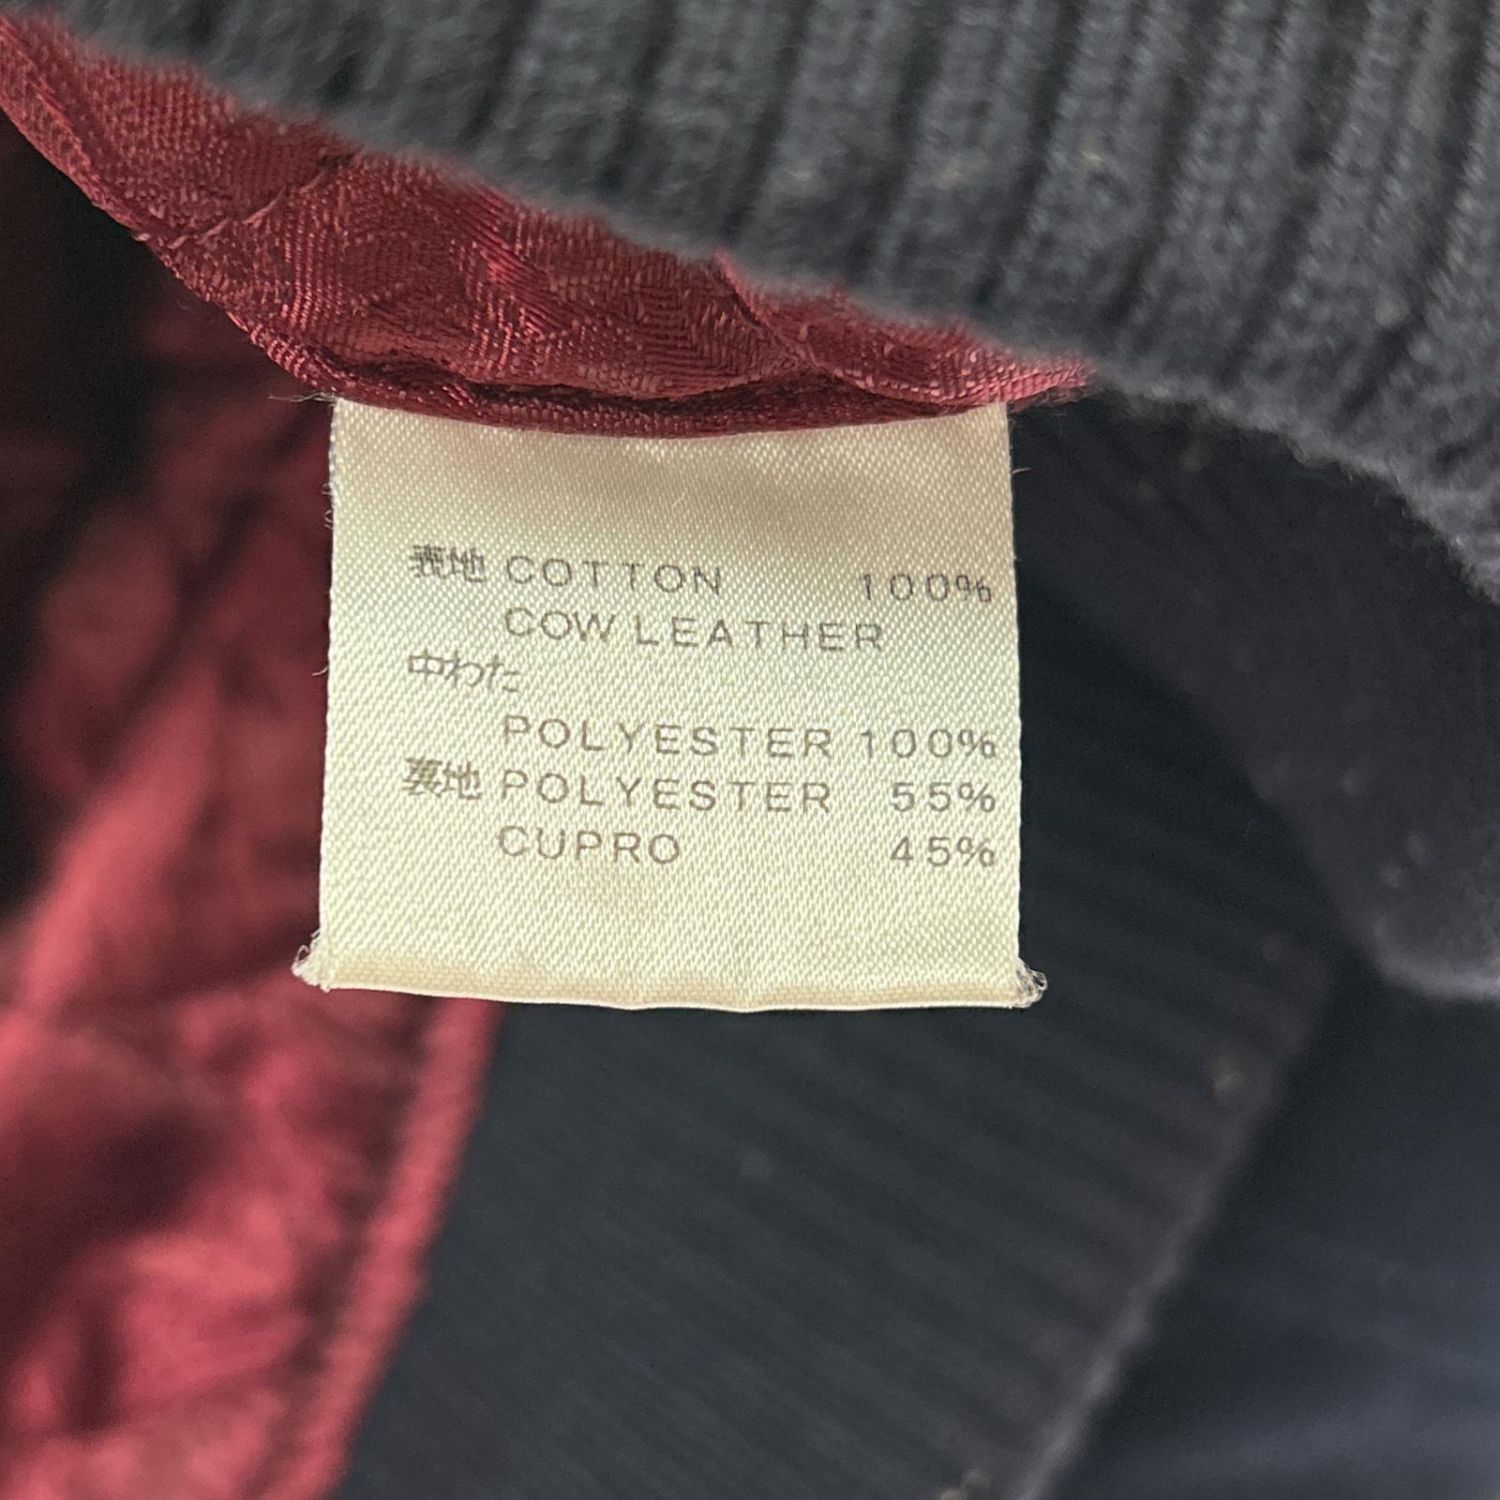 表地 COTTON 100%
COW LEATHER
中わた
POLYESTER 100%
裏地 POLYESTER 55%
CUPRO 45%